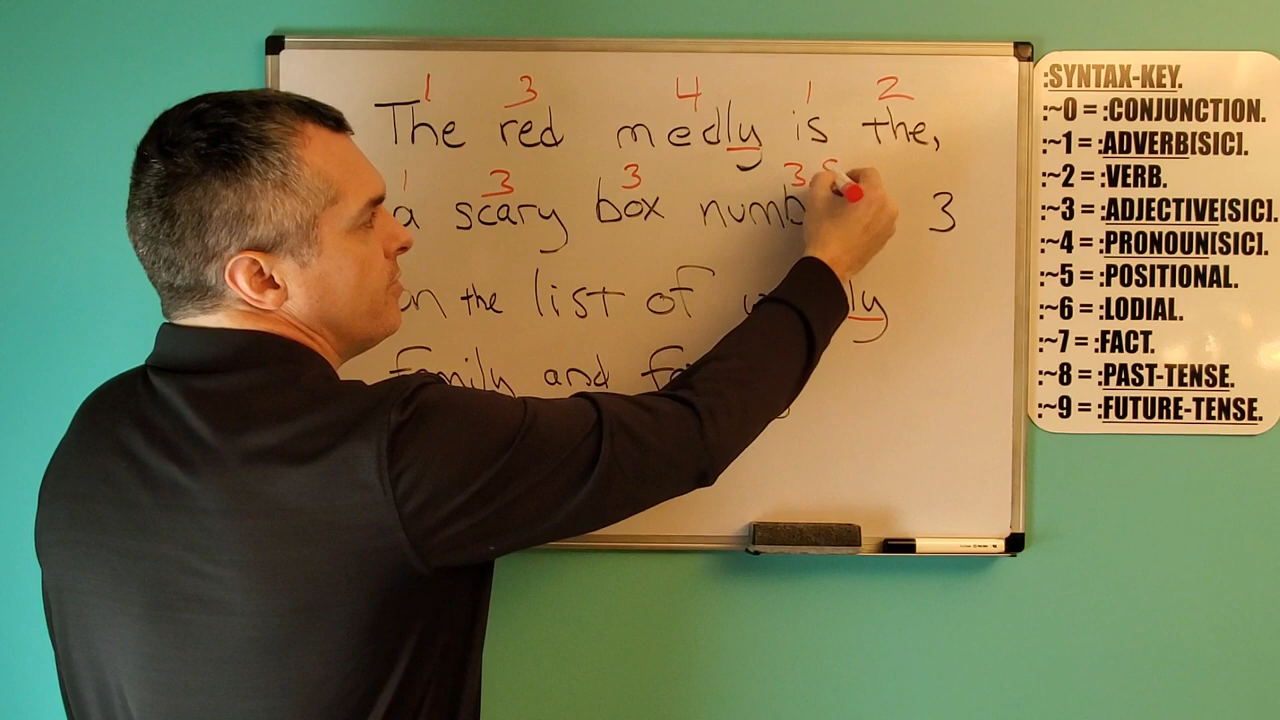 1 3 4 1 2
The red medly is the,
1 3 3 3
a scary box numb 3
on the list of ly
family and
:SYNTAX-KEY.
:~0 = :CONJUNCTION.
:~1 = :ADVERB[SIC].
:~2 = :VERB.
:~3 = :ADJECTIVE[SIC].
:~4 = :PRONOUN[SIC].
:~5 = :POSITIONAL.
:~6 = :LODIAL.
:~7 = :FACT.
:~8 = :PAST-TENSE.
:~9 = :FUTURE-TENSE.